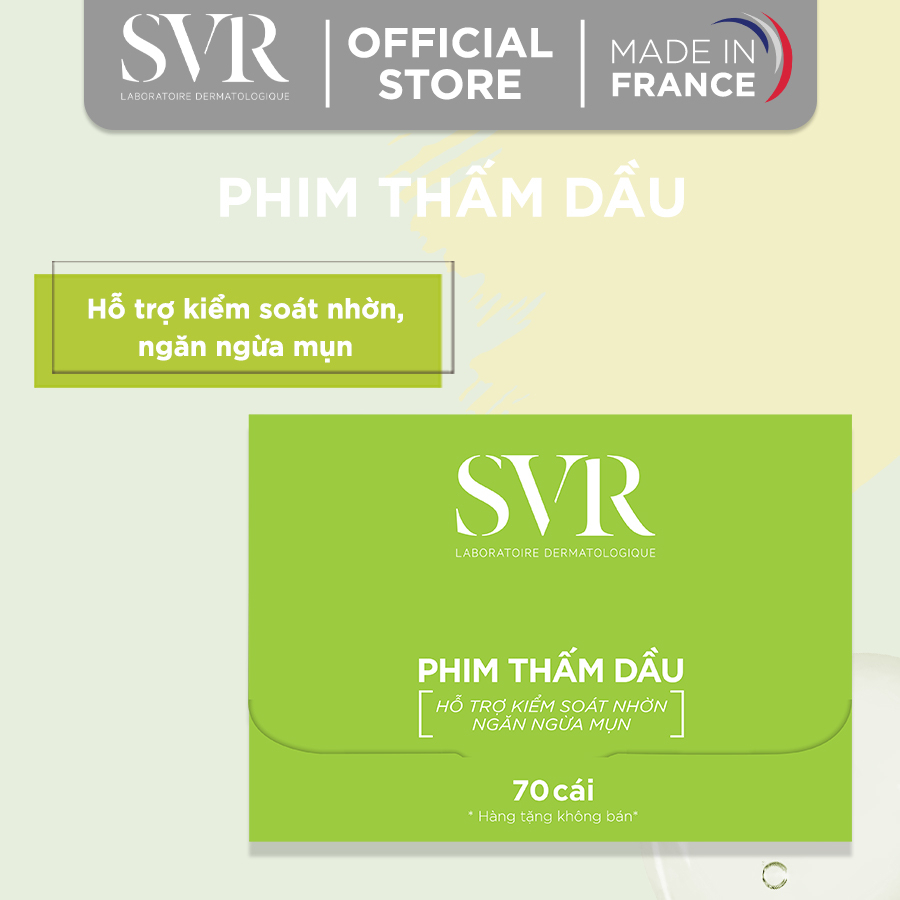 SVR
LABORATOIRE DERMATOLOGIQUE
OFFICIAL
STORE
MADE IN
FRANCE
PHIM THẤM DẦU
Hỗ trợ kiểm soát nhờn,
ngăn ngừa mụn
SVR
LABORATOIRE DERMATOLOGIQUE
PHIM THẤM DẦU
HỖ TRỢ KIỂM SOÁT NHỜN
NGĂN NGỪA MỤN
70 cái
* Hàng tặng không bán*